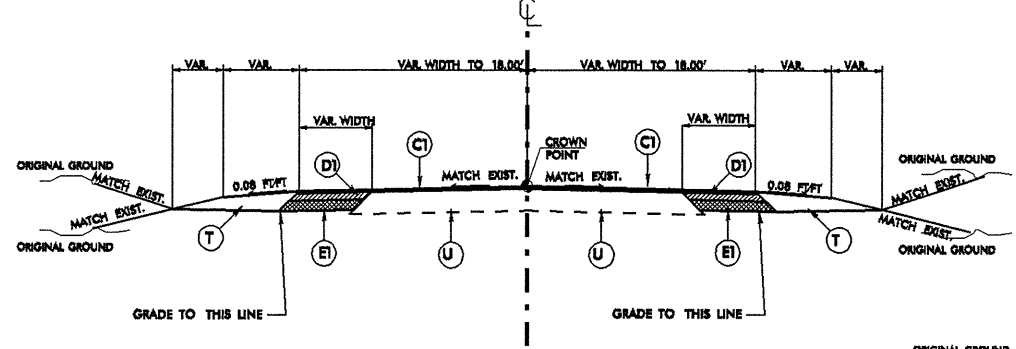 CL
VAR.
VAR.
VAR. WIDTH TO 18.00'
VAR. WIDTH TO 18.00'
VAR.
VAR.
VAR. WIDTH
VAR. WIDTH
C1
CROWN
POINT
C1
ORIGINAL GROUND
ORIGINAL GROUND
MATCH EXIST.
D1
MATCH EXIST.
MATCH EXIST.
D1
MATCH EXIST.
0.08 FT/FT
0.08 FT/FT
MATCH EXIST.
MATCH EXIST.
T
E1
U
U
E1
T
ORIGINAL GROUND
ORIGINAL GROUND
GRADE TO THIS LINE
GRADE TO THIS LINE
ORIGINAL GROUND